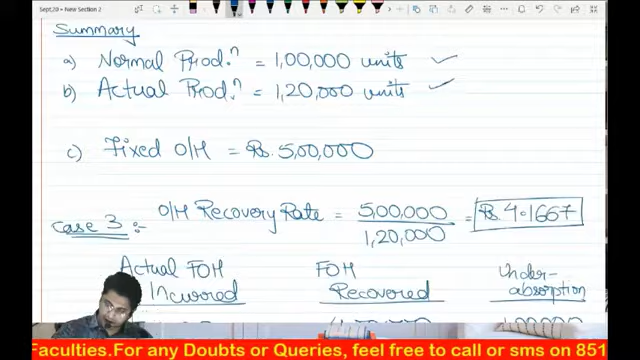 Sept20 – New Section 2
Summary
a) Normal Prod.ⁿ = 1,00,000 units
b) Actual Prod.ⁿ = 1,20,000 units
c) Fixed O/H = Rs. 5,00,000
Case 3 :- O/H Recovery Rate = 5,00,000 / 1,20,000 = Rs. 4.1667
Actual FOH Incurred
FOH Recovered
Under-absorption
Faculties.For any Doubts or Queries, feel free to call or sms on 851